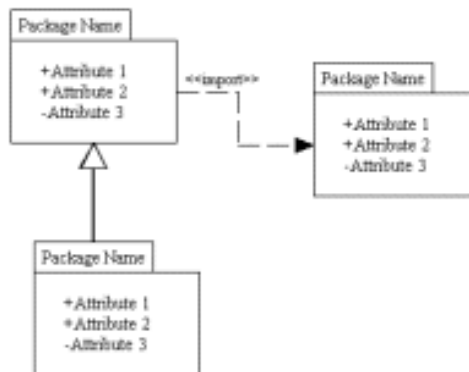 Package Name
+Attribute 1
+Attribute 2
-Attribute 3
<<import>>
Package Name
+Attribute 1
+Attribute 2
-Attribute 3
Package Name
+Attribute 1
+Attribute 2
-Attribute 3